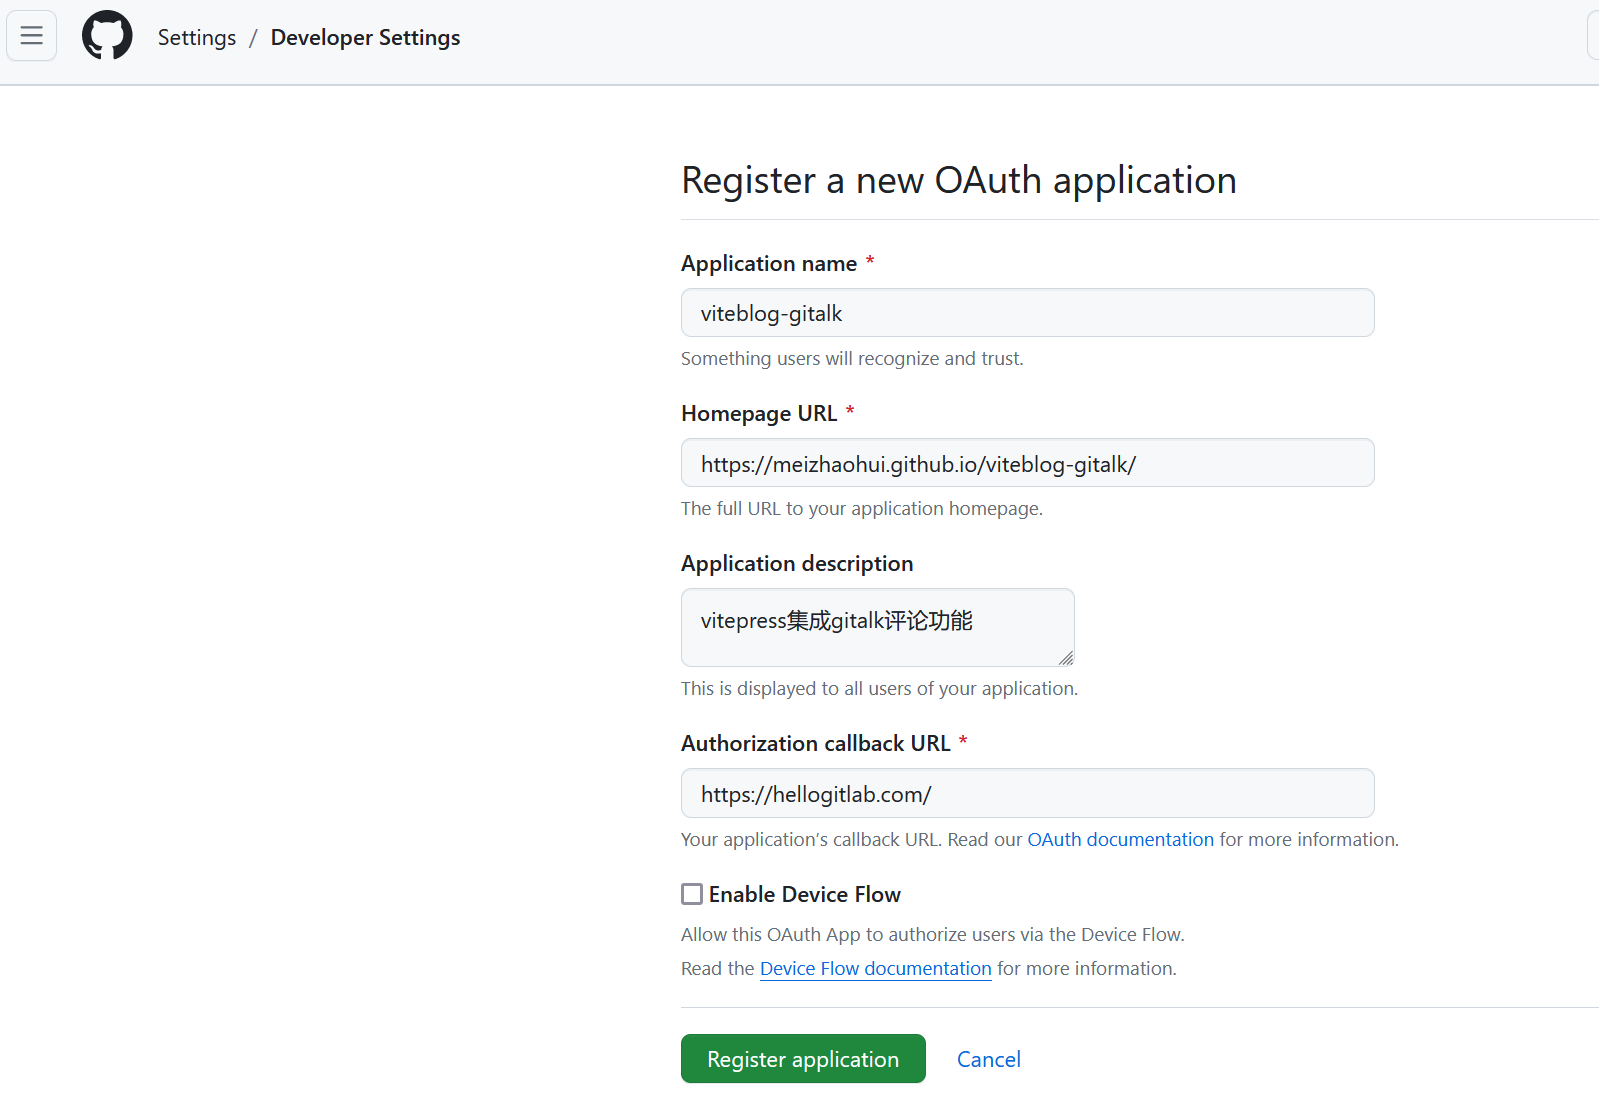 Settings / Developer Settings
Register a new OAuth application
Application name *
viteblog-gitalk
Something users will recognize and trust.
Homepage URL *
https://meizhaohui.github.io/viteblog-gitalk/
The full URL to your application homepage.
Application description
vitepress集成gitalk评论功能
This is displayed to all users of your application.
Authorization callback URL *
https://hellogitlab.com/
Your application’s callback URL. Read our OAuth documentation for more information.
Enable Device Flow
Allow this OAuth App to authorize users via the Device Flow.
Read the Device Flow documentation for more information.
Register application Cancel